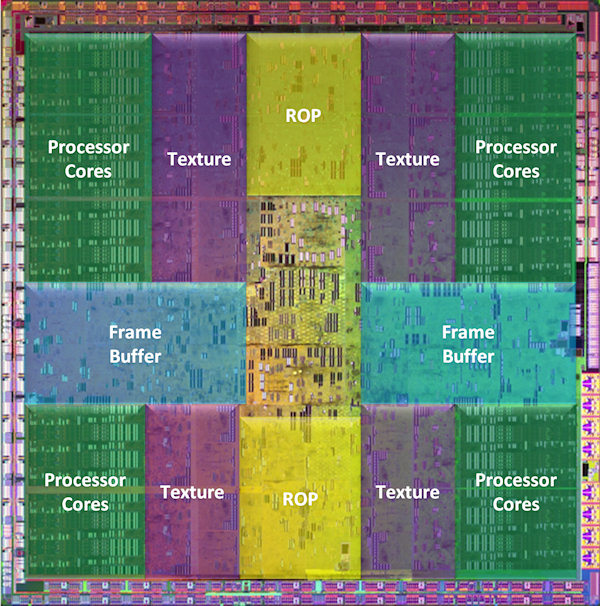 ROP
Processor
Cores
Texture
Texture
Processor
Cores
Frame
Buffer
Frame
Buffer
Processor
Cores
Texture
ROP
Texture
Processor
Cores